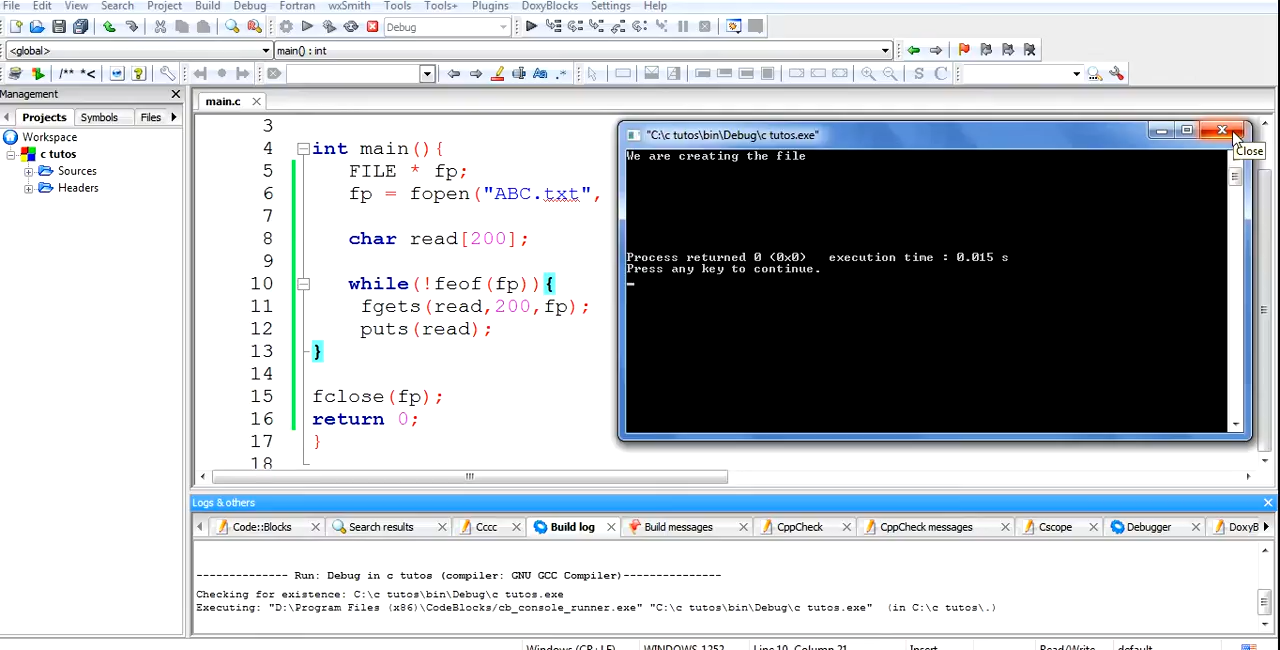 File Edit View Search Project Build Debug Fortran wxSmith Tools Tools+ Plugins DoxyBlocks Settings Help
Debug
<global> main() : int
/** *<
S C
Management
Projects Symbols Files
Workspace
c tutos
Sources
Headers
main.c
3
4 int main(){
5 FILE * fp;
6 fp = fopen("ABC.txt",
7
8 char read[200];
9
10 while(!feof(fp)){
11 fgets(read,200,fp);
12 puts(read);
13 }
14
15 fclose(fp);
16 return 0;
17 }
18
"C:\c tutos\bin\Debug\c tutos.exe"
Close
We are creating the file
Process returned 0 (0x0) execution time : 0.015 s
Press any key to continue.
Logs & others
Code::Blocks Search results Cccc Build log Build messages CppCheck CppCheck messages Cscope Debugger DoxyB
-------------- Run: Debug in c tutos (compiler: GNU GCC Compiler)---------------
Checking for existence: C:\c tutos\bin\Debug\c tutos.exe
Executing: "D:\Program Files (x86)\CodeBlocks/cb_console_runner.exe" "C:\c tutos\bin\Debug\c tutos.exe" (in C:\c tutos\.)
Windows (CR+LF) WINDOWS-1252 Line 10, Column 21 Insert Read/Write default